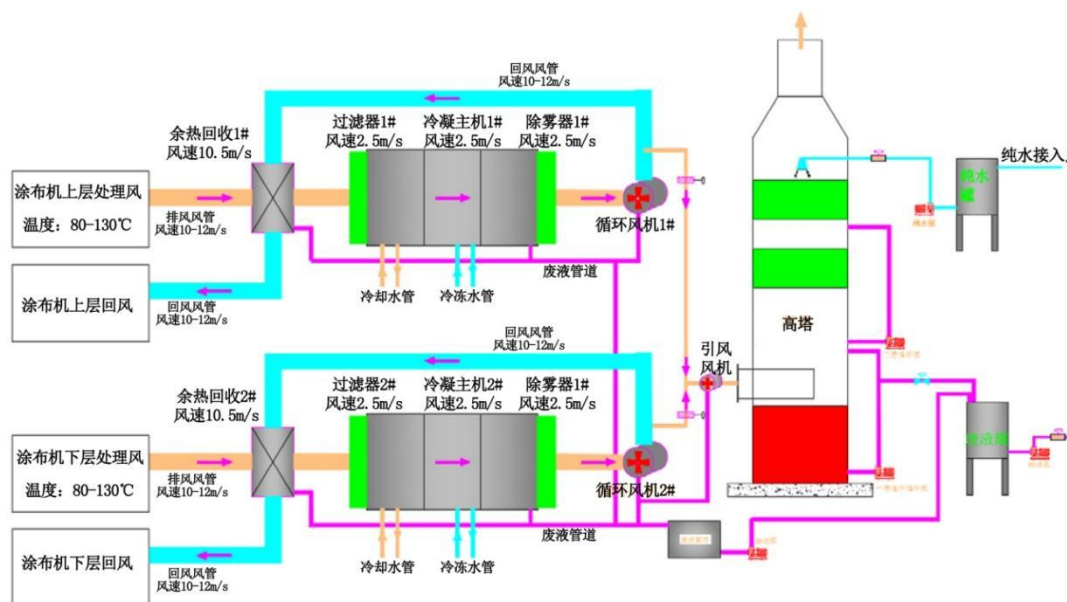 回风风管
风速10-12m/s
余热回收1#
风速10.5m/s
过滤器1#
风速2.5m/s
冷凝主机1#
风速2.5m/s
除雾器1#
风速2.5m/s
涂布机上层处理风
温度：80-130℃
排风风管
风速10-12m/s
循环风机1#
纯水接入
纯水罐
涂布机上层回风
回风风管
风速10-12m/s
冷却水管
冷冻水管
废液管道
高塔
引风
风机
回风风管
风速10-12m/s
余热回收2#
风速10.5m/s
过滤器2#
风速2.5m/s
冷凝主机2#
风速2.5m/s
除雾器1#
风速2.5m/s
涂布机下层处理风
温度：80-130℃
排风风管
风速10-12m/s
循环风机2#
涂布机下层回风
回风风管
风速10-12m/s
冷却水管
冷冻水管
废液管道